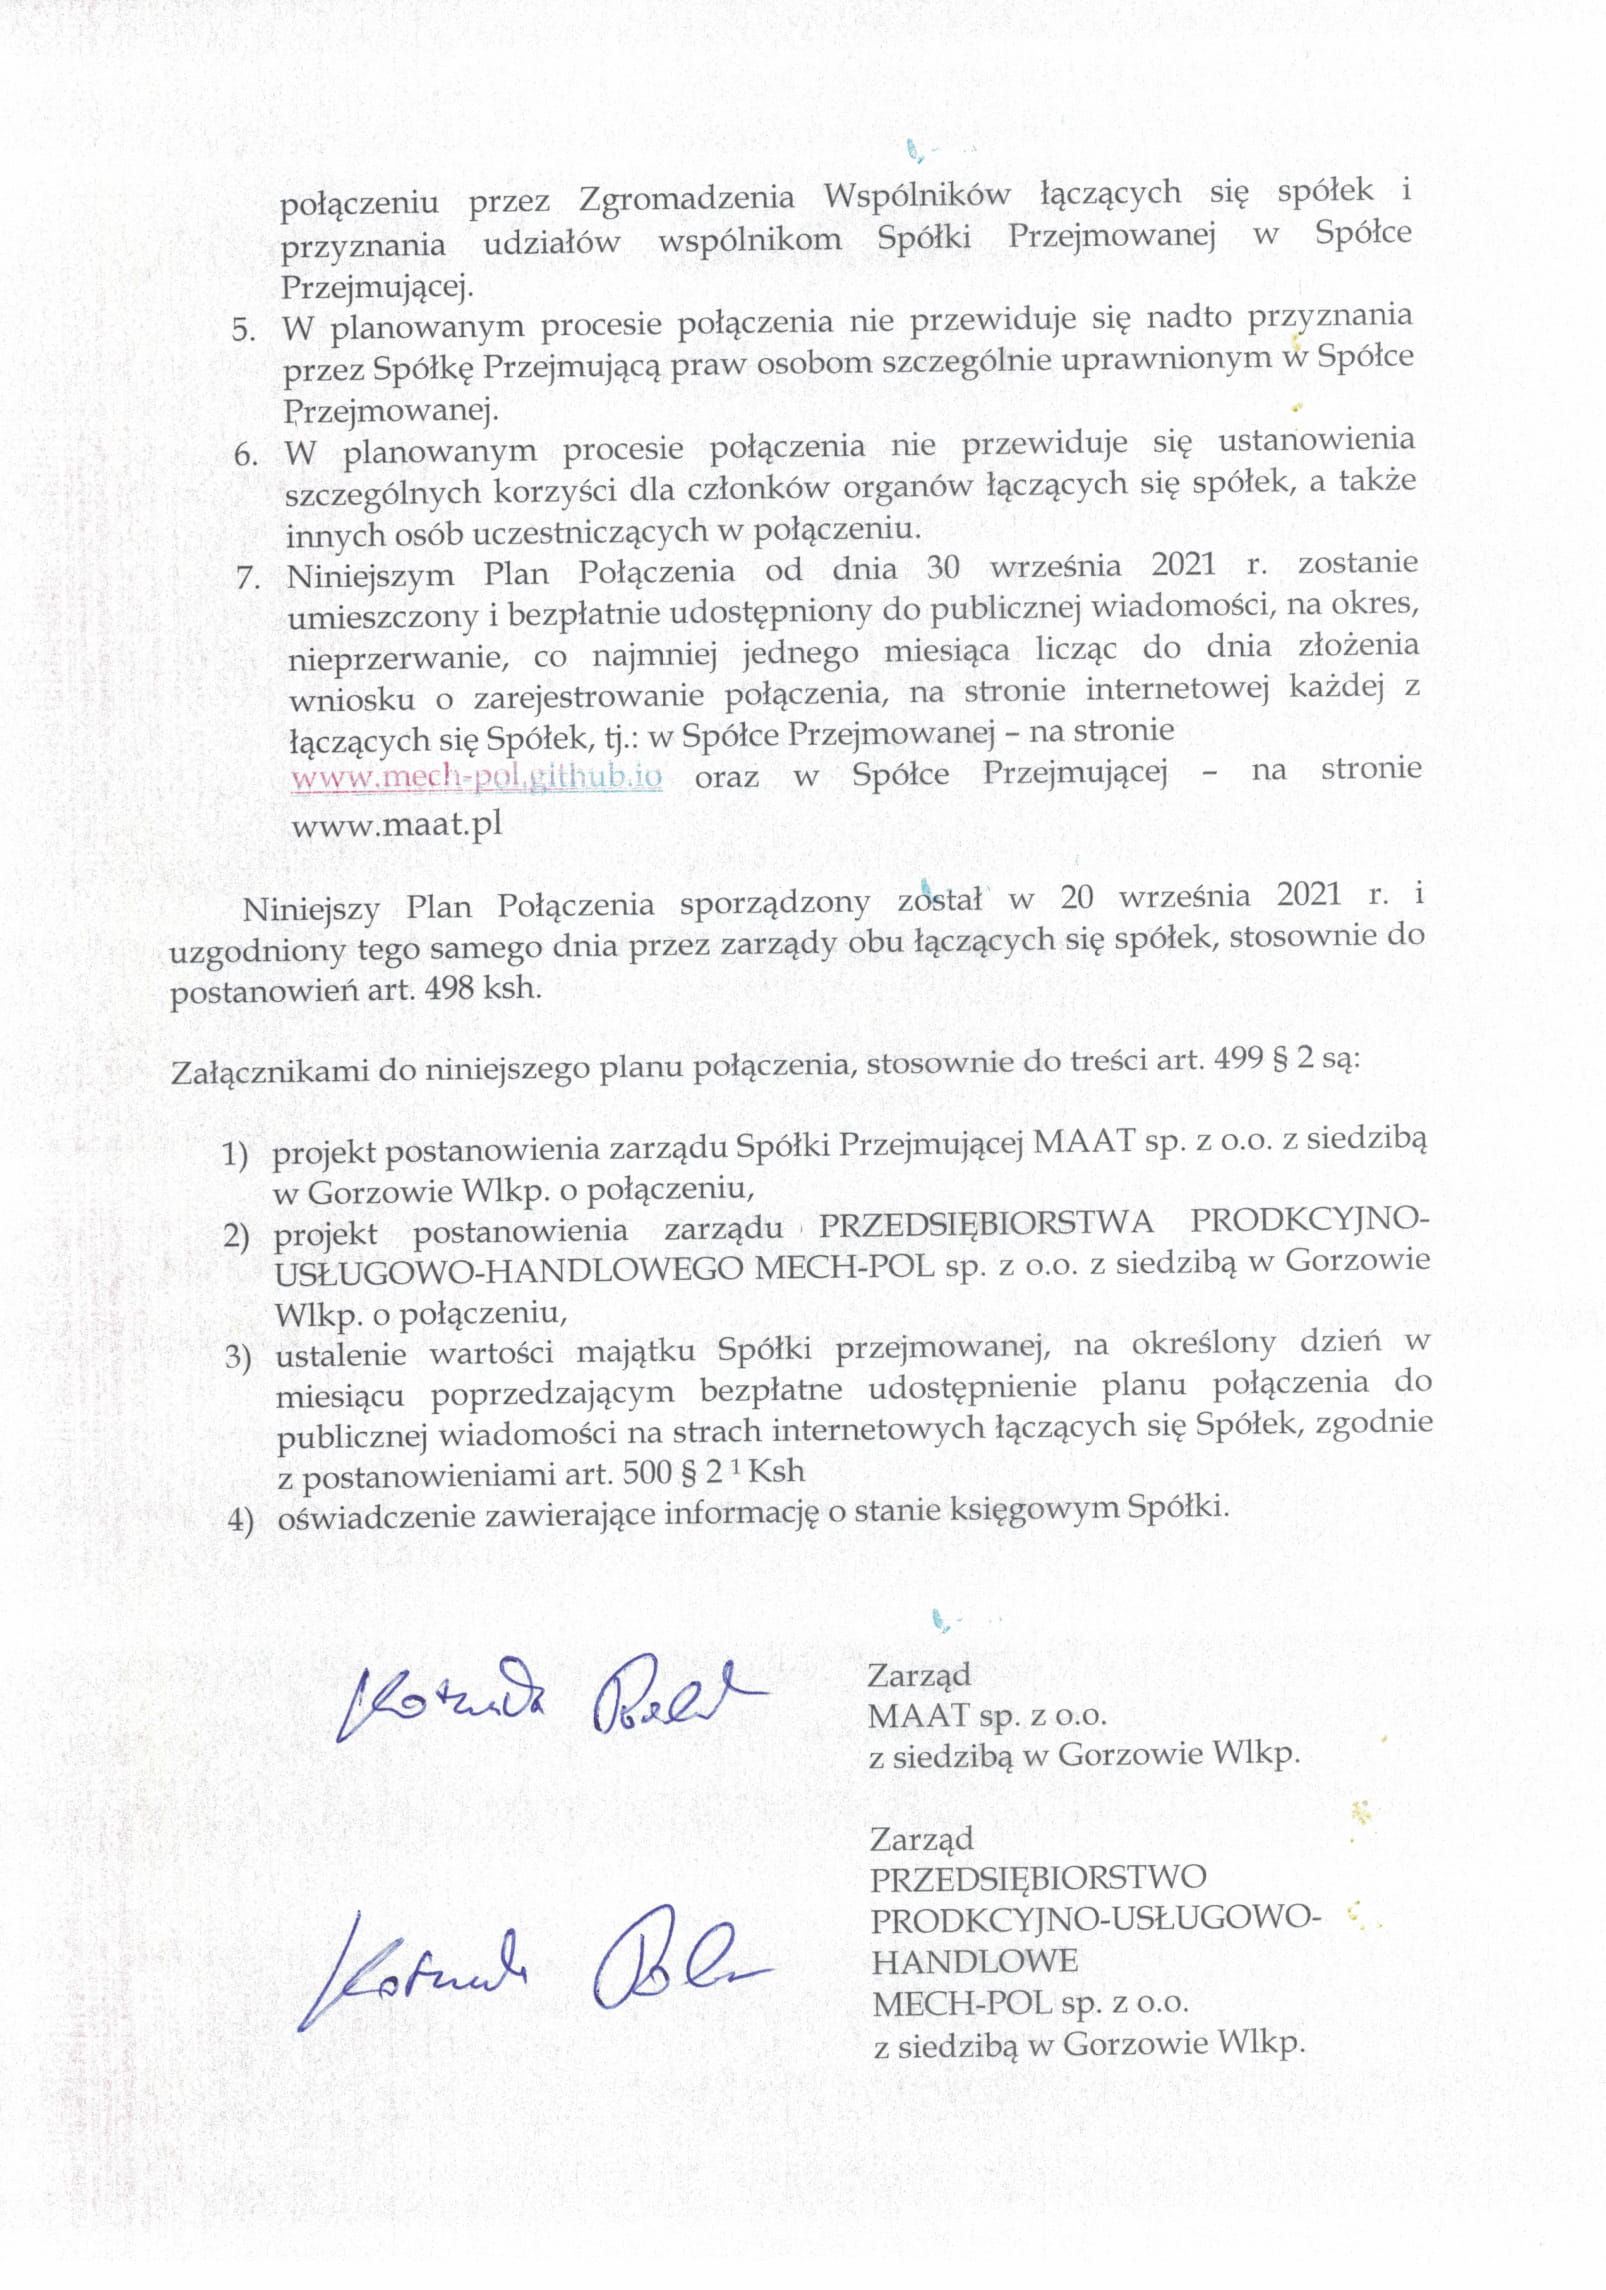 połączeniu przez Zgromadzenia Wspólników łączących się spółek i
przyznania udziałów wspólnikom Spółki Przejmowanej w Spółce
Przejmującej.
5. W planowanym procesie połączenia nie przewiduje się nadto przyznania
przez Spółkę Przejmującą praw osobom szczególnie uprawnionym w Spółce
Przejmowanej.
6. W planowanym procesie połączenia nie przewiduje się ustanowienia
szczególnych korzyści dla członków organów łączących się spółek, a także
innych osób uczestniczących w połączeniu.
7. Niniejszym Plan Połączenia od dnia 30 września 2021 r. zostanie
umieszczony i bezpłatnie udostępniony do publicznej wiadomości, na okres,
nieprzerwanie, co najmniej jednego miesiąca licząc do dnia złożenia
wniosku o zarejestrowanie połączenia, na stronie internetowej każdej z
łączących się Spółek, tj.: w Spółce Przejmowanej – na stronie
www.mech-pol.github.io oraz w Spółce Przejmującej – na stronie
www.maat.pl
Niniejszy Plan Połączenia sporządzony został w 20 września 2021 r. i
uzgodniony tego samego dnia przez zarządy obu łączących się spółek, stosownie do
postanowień art. 498 ksh.
Załącznikami do niniejszego planu połączenia, stosownie do treści art. 499 § 2 są:
1) projekt postanowienia zarządu Spółki Przejmującej MAAT sp. z o.o. z siedzibą
w Gorzowie Wlkp. o połączeniu,
2) projekt postanowienia zarządu PRZEDSIĘBIORSTWA PRODKCYJNO-
USŁUGOWO-HANDLOWEGO MECH-POL sp. z o.o. z siedzibą w Gorzowie
Wlkp. o połączeniu,
3) ustalenie wartości majątku Spółki przejmowanej, na określony dzień w
miesiącu poprzedzającym bezpłatne udostępnienie planu połączenia do
publicznej wiadomości na strach internetowych łączących się Spółek, zgodnie
z postanowieniami art. 500 § 2 ¹ Ksh
4) oświadczenie zawierające informację o stanie księgowym Spółki.
Zarząd
MAAT sp. z o.o.
z siedzibą w Gorzowie Wlkp.
Zarząd
PRZEDSIĘBIORSTWO
PRODKCYJNO-USŁUGOWO-
HANDLOWE
MECH-POL sp. z o.o.
z siedzibą w Gorzowie Wlkp.